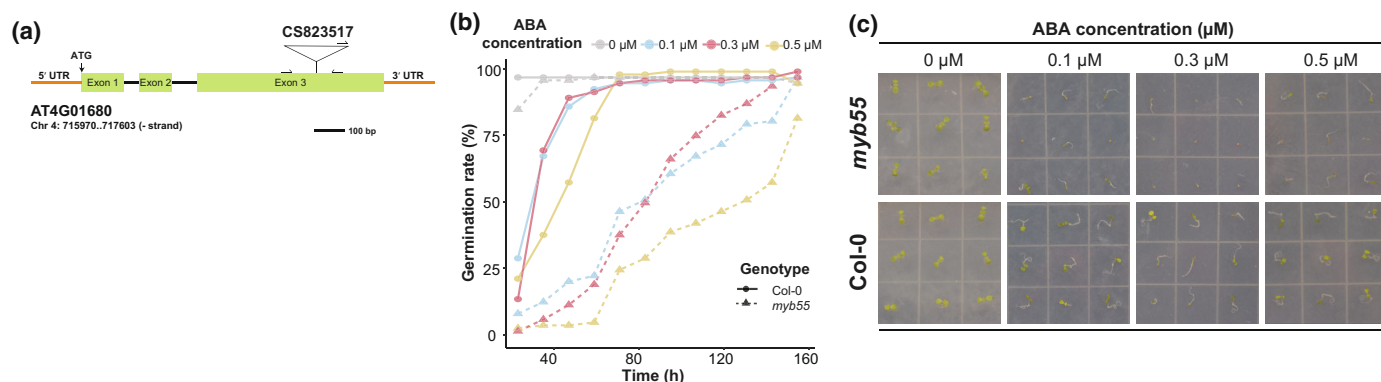 (a)
CS823517
ATG
5′ UTR
Exon 1
Exon 2
Exon 3
3′ UTR
AT4G01680
Chr 4: 715970..717603 (- strand)
100 bp
(b)
ABA
concentration
0 µM
0.1 µM
0.3 µM
0.5 µM
Germination rate (%)
100
75
50
25
0
Genotype
Col-0
myb55
40
80
120
160
Time (h)
(c)
ABA concentration (µM)
0 µM
0.1 µM
0.3 µM
0.5 µM
myb55
Col-0